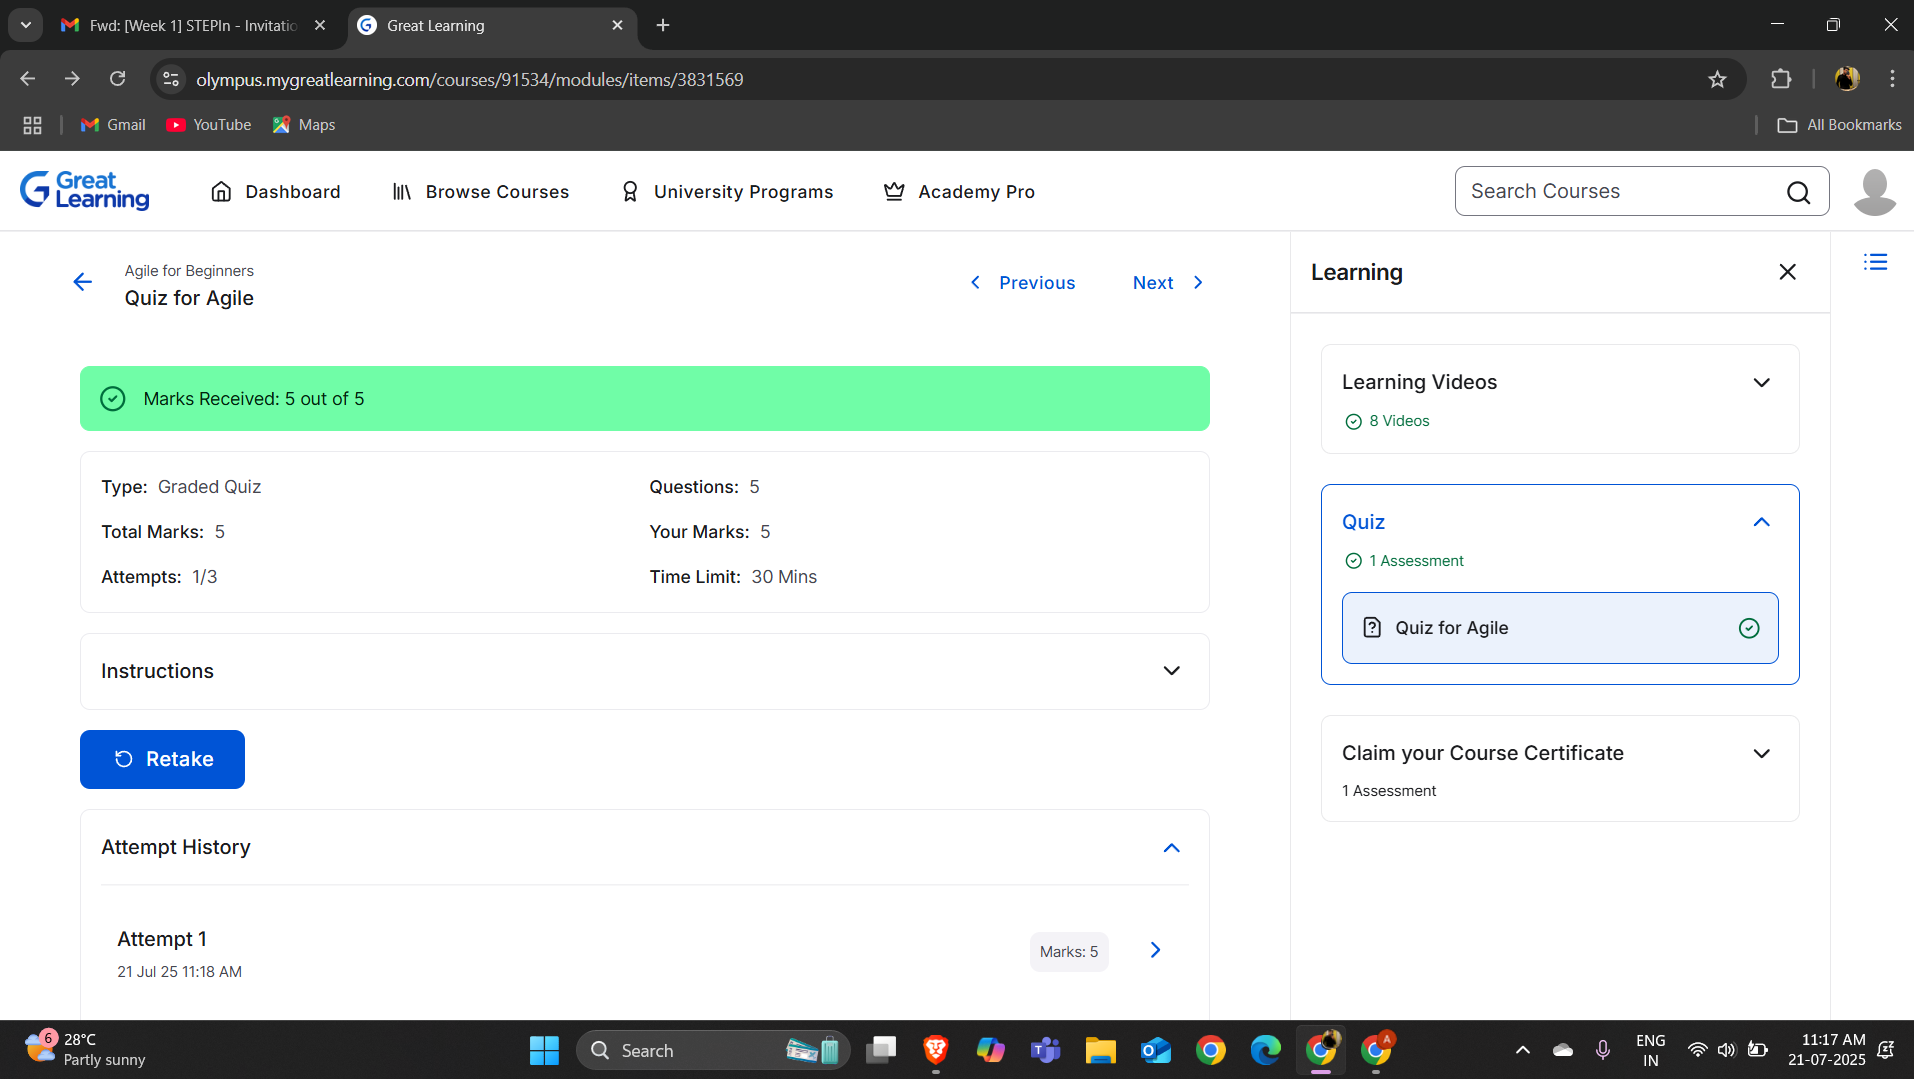 Fwd: [Week 1] STEPIn - Invitatio
Great Learning
olympus.mygreatlearning.com/courses/91534/modules/items/3831569
Gmail
YouTube
Maps
All Bookmarks
Great Learning
Dashboard
Browse Courses
University Programs
Academy Pro
Search Courses
Agile for Beginners
Quiz for Agile
Previous
Next
Marks Received: 5 out of 5
Type: Graded Quiz
Questions: 5
Total Marks: 5
Your Marks: 5
Attempts: 1/3
Time Limit: 30 Mins
Instructions
Retake
Attempt History
Attempt 1
21 Jul 25 11:18 AM
Marks: 5
Learning
Learning Videos
8 Videos
Quiz
1 Assessment
Quiz for Agile
Claim your Course Certificate
1 Assessment
6
28°C
Partly sunny
Search
A
ENG
IN
11:17 AM
21-07-2025